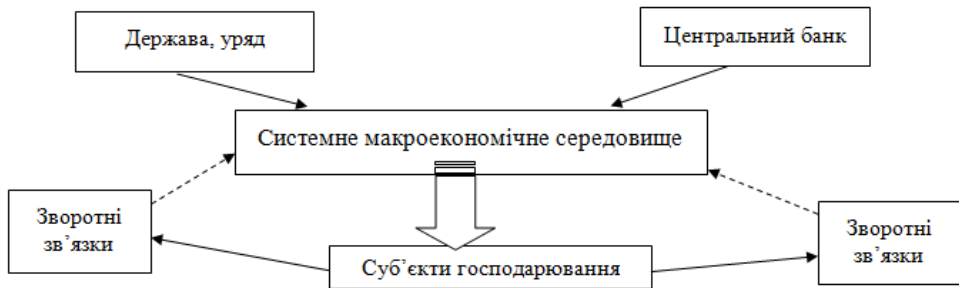 Держава, уряд
Центральний банк
Системне макроекономічне середовище
Зворотні
зв’язки
Зворотні
зв’язки
Суб’єкти господарювання